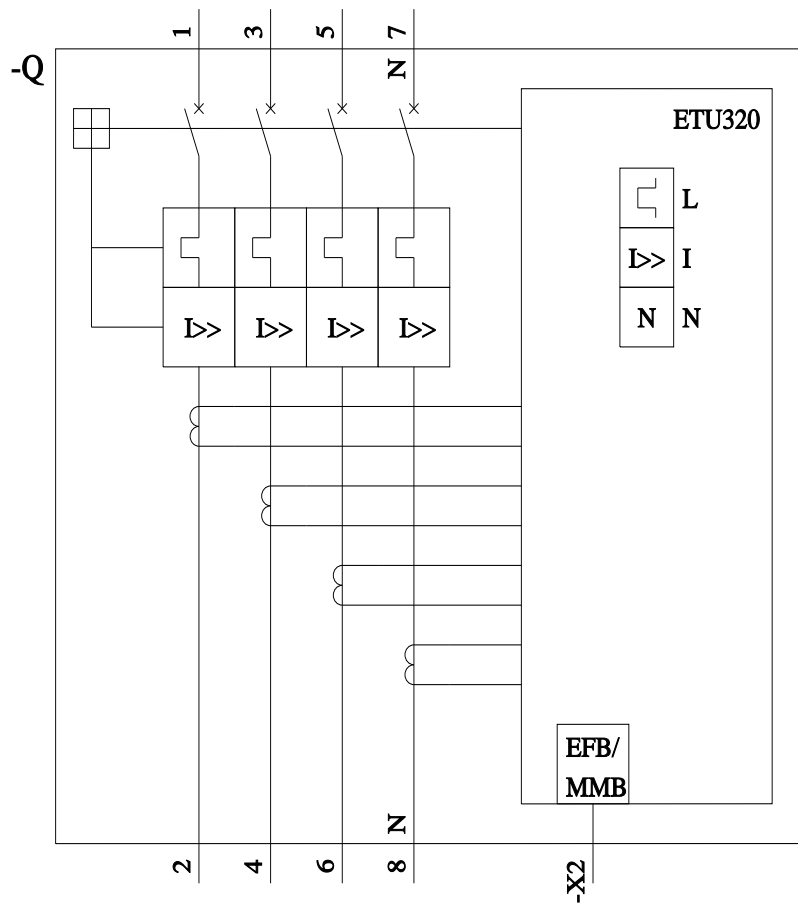 1 3 5 7
N
-Q
ETU320
L
I>> I
N N
I>> I>> I>> I>>
EFB/
MMB
N
2 4 6 8
-X2